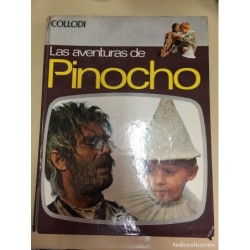 COLLODI
Las aventuras de
Pinocho
todocoleccion